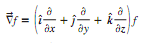 ∇⃗f = (î ∂/∂x + ĵ ∂/∂y + k̂ ∂/∂z) f